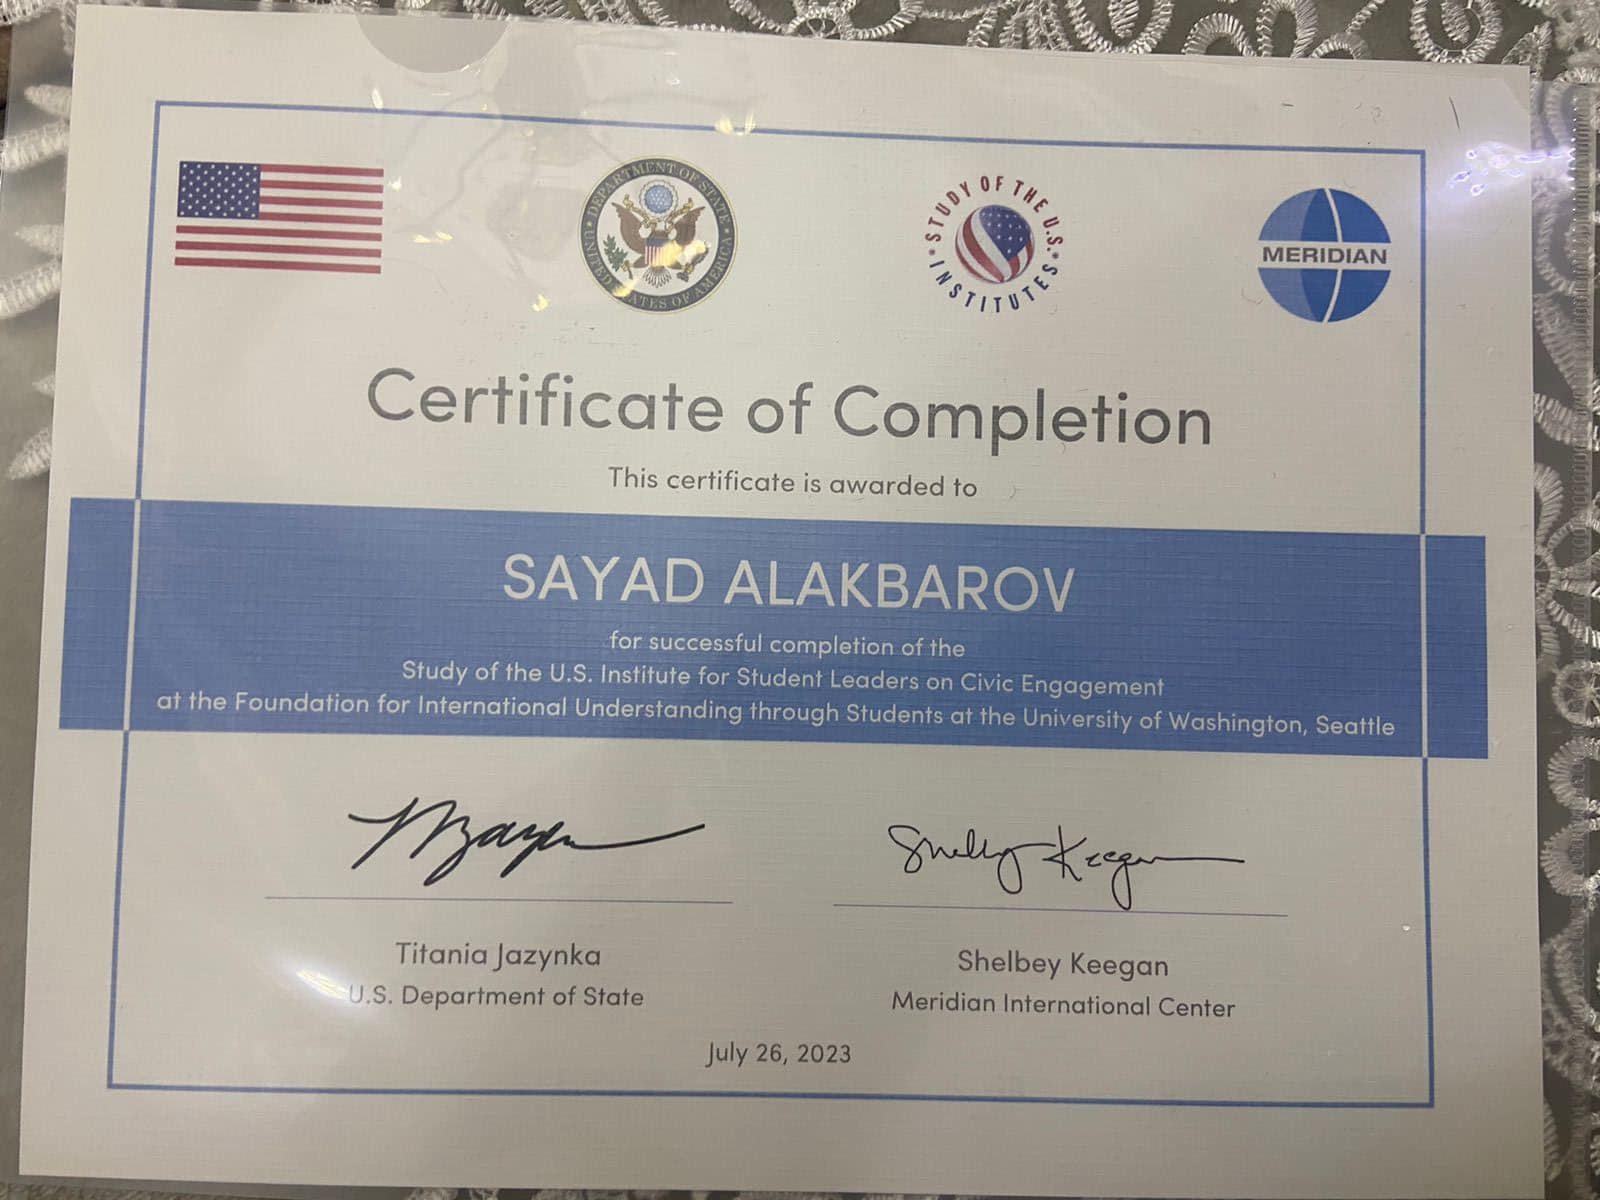 DEPARTMENT OF STATE
UNITED STATES OF AMERICA
STUDY OF THE U.S.
INSTITUTES
MERIDIAN
Certificate of Completion
This certificate is awarded to
SAYAD ALAKBAROV
for successful completion of the
Study of the U.S. Institute for Student Leaders on Civic Engagement
at the Foundation for International Understanding through Students at the University of Washington, Seattle
Shelbey Keegan
Titania Jazynka
Shelbey Keegan
U.S. Department of State
Meridian International Center
July 26, 2023